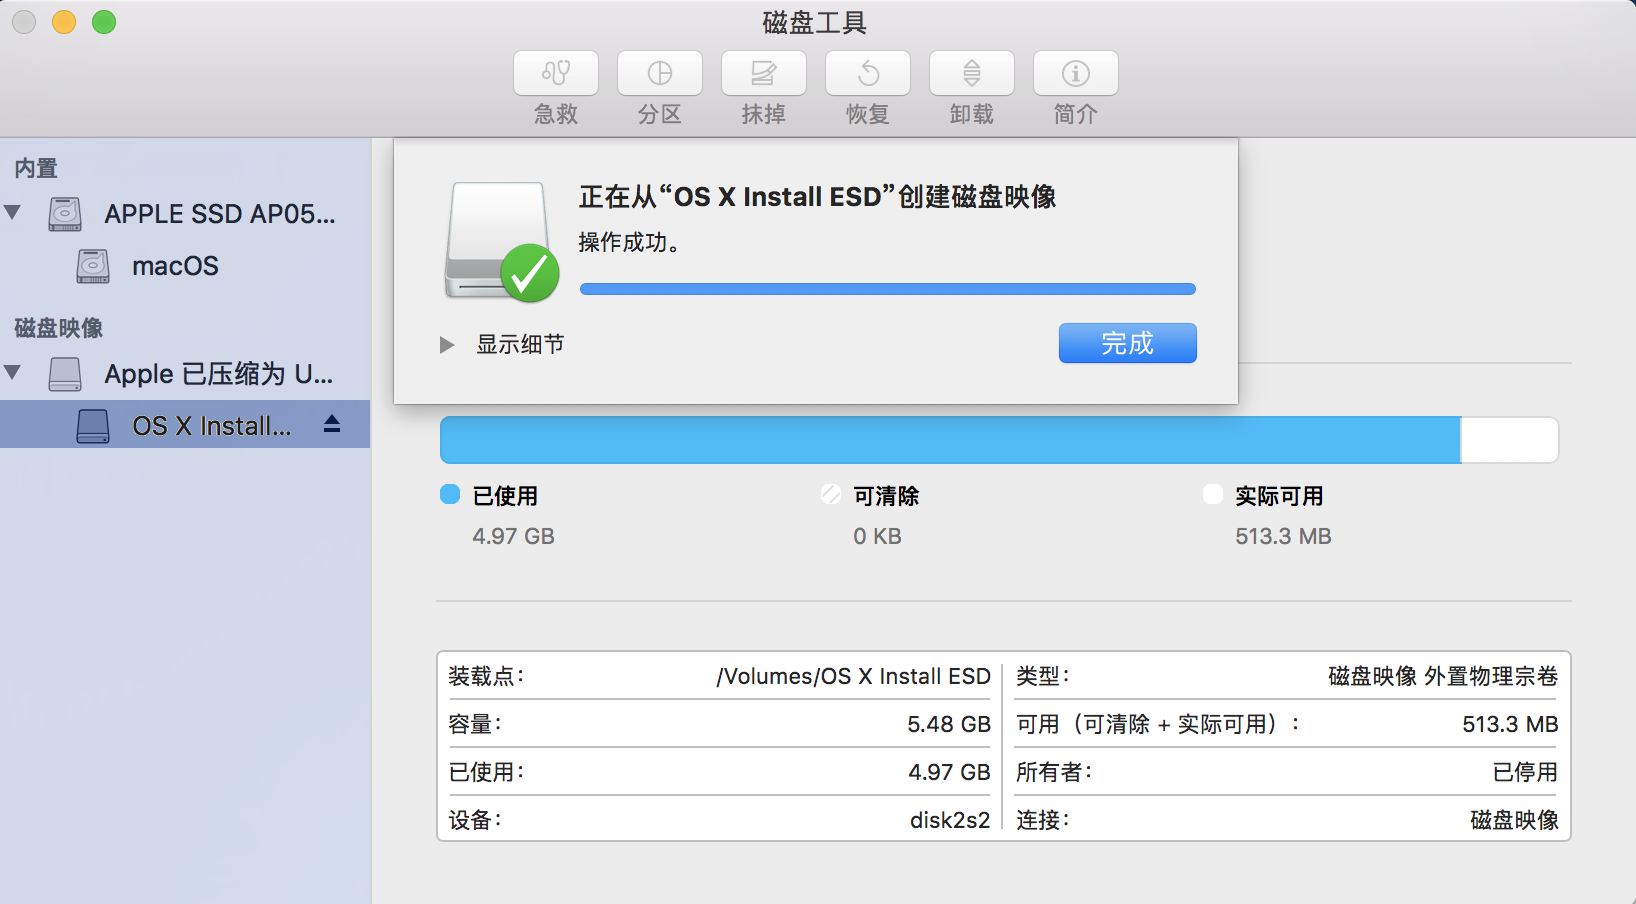 磁盘工具
急救 分区 抹掉 恢复 卸载 简介
内置
APPLE SSD AP05...
macOS
磁盘映像
Apple 已压缩为 U...
OS X Install...
正在从“OS X Install ESD”创建磁盘映像
操作成功。
显示细节
完成
已使用
4.97 GB
可清除
0 KB
实际可用
513.3 MB
装载点： /Volumes/OS X Install ESD
容量： 5.48 GB
已使用： 4.97 GB
设备： disk2s2
类型： 磁盘映像 外置物理宗卷
可用（可清除 + 实际可用）： 513.3 MB
所有者： 已停用
连接： 磁盘映像